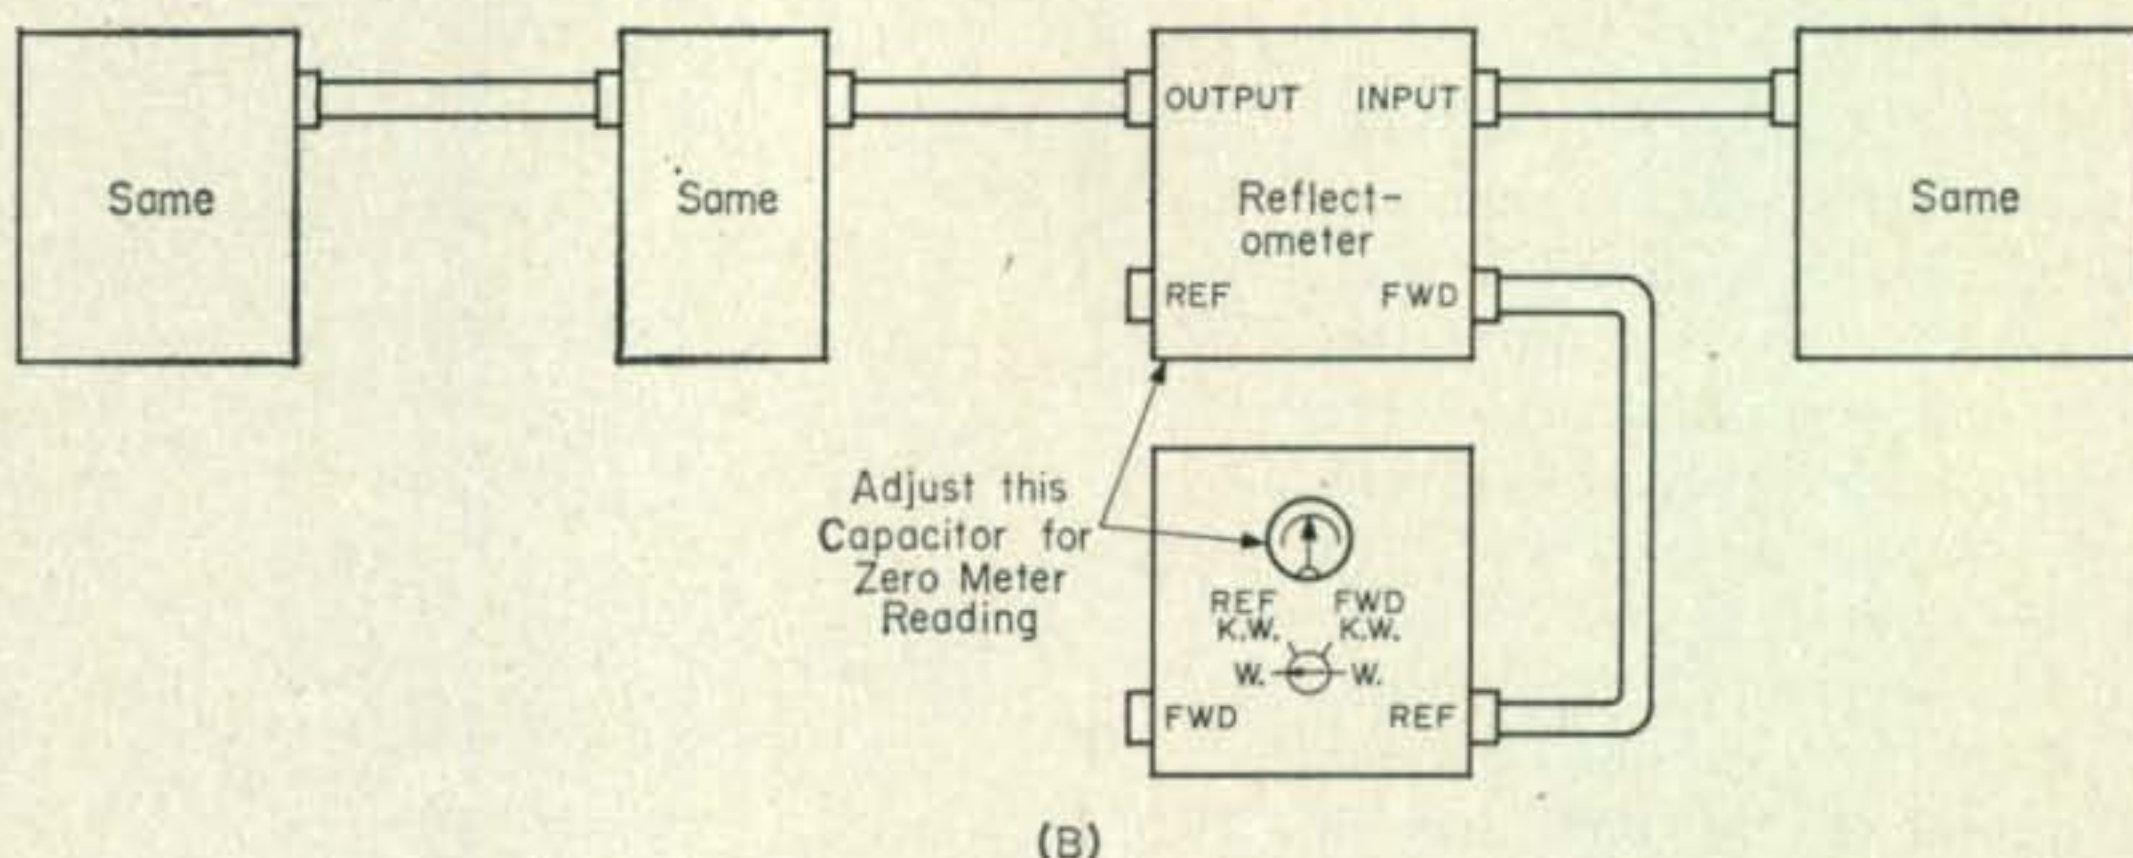 OUTPUT INPUT
Same
Same
Reflect-
ometer
Same
REF FWD
Adjust this
Capacitor for
Zero Meter
Reading
REF FWD
K.W. K.W.
W. W.
FWD REF
(B)